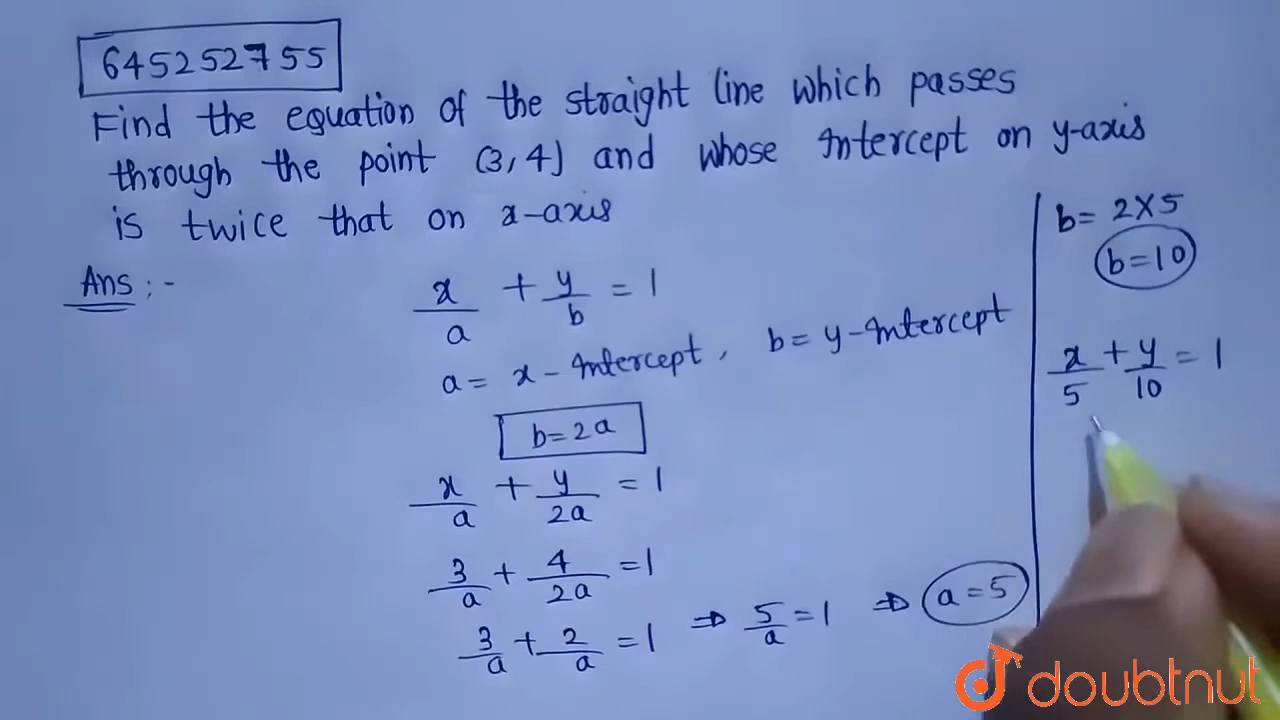 645252755
Find the equation of the straight line which passes
through the point (3,4) and whose Intercept on y-axis
is twice that on x-axis
Ans :-
x/a + y/b = 1
a = x - Intercept, b = y - Intercept
b = 2a
x/a + y/2a = 1
3/a + 4/2a = 1
3/a + 2/a = 1 ⇒ 5/a = 1 ⇒ a = 5
b = 2×5
b = 10
x/5 + y/10 = 1
doubtnut